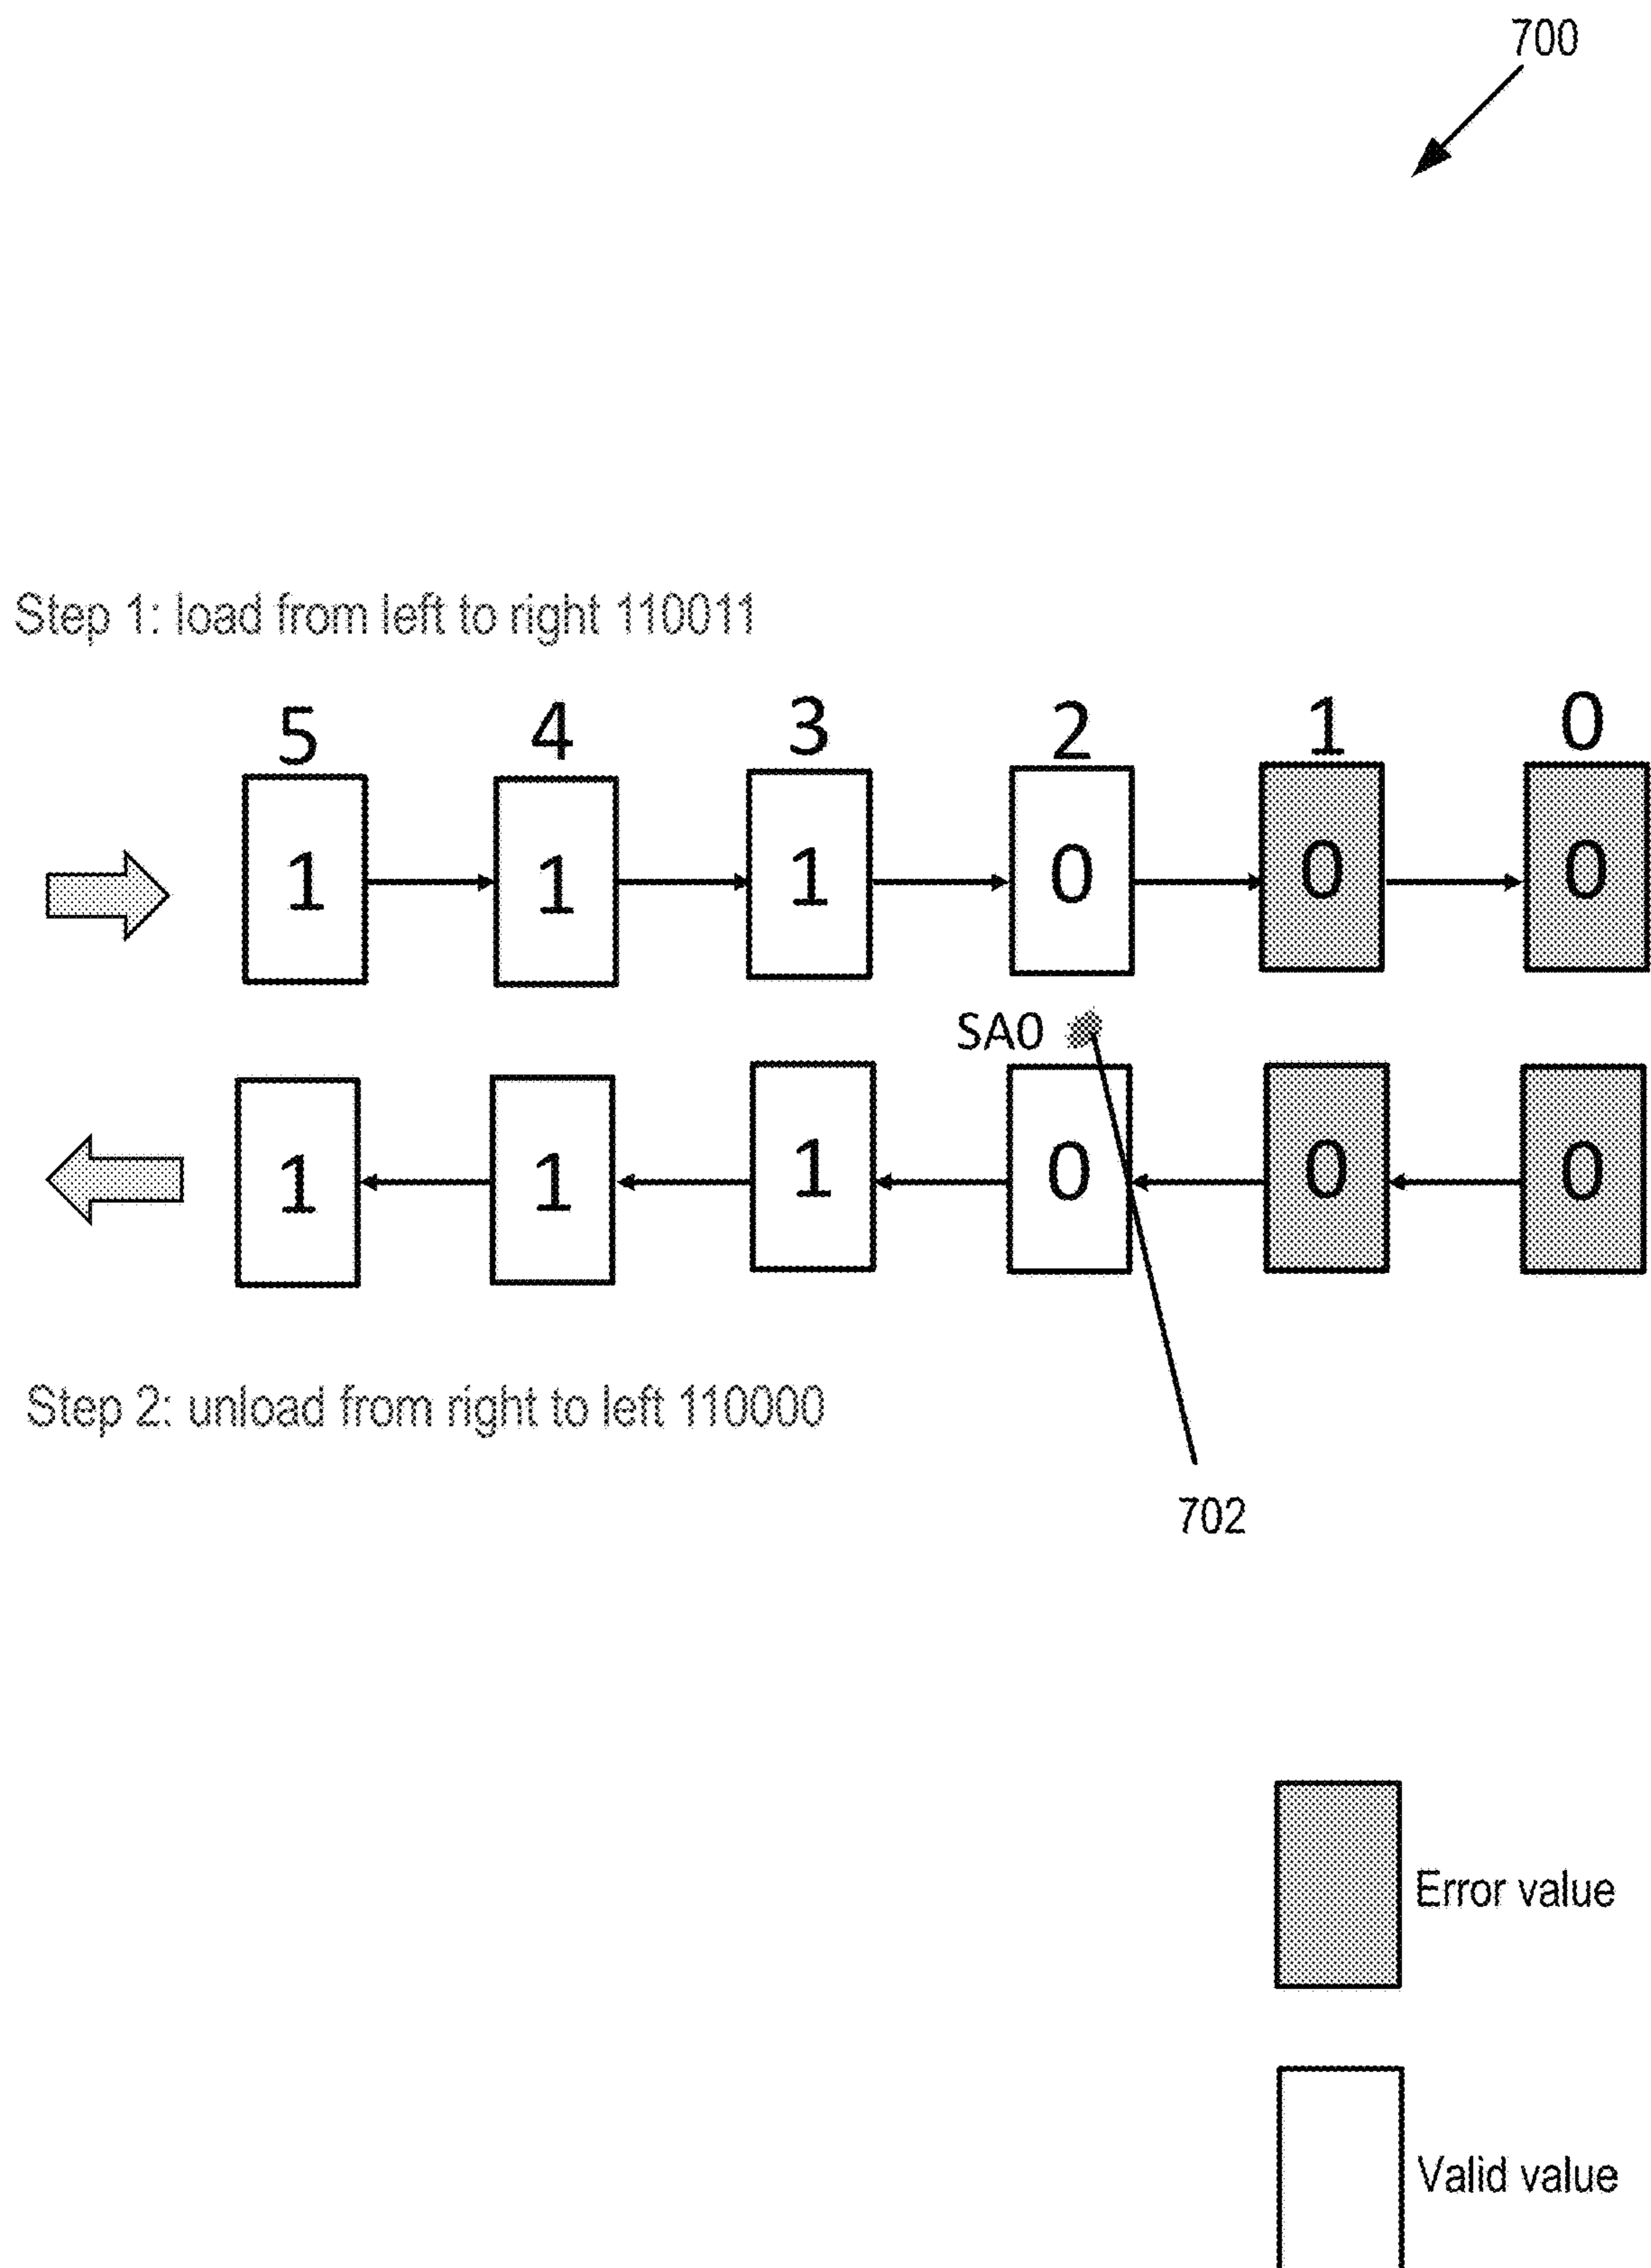 700
Step 1: load from left to right 110011
5 4 3 2 1 0
1 1 1 0 0 0
SA0
1 1 1 0 0 0
Step 2: unload from right to left 110000
702
Error value
Valid value